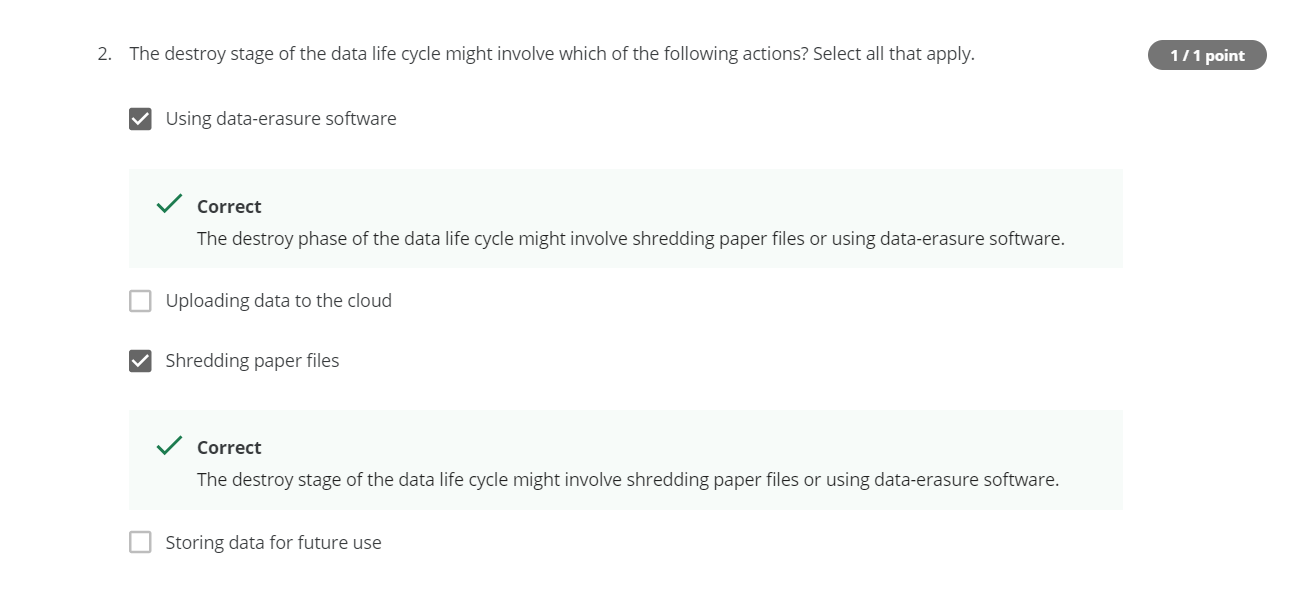 2. The destroy stage of the data life cycle might involve which of the following actions? Select all that apply.
1 / 1 point
Using data-erasure software
Correct
The destroy phase of the data life cycle might involve shredding paper files or using data-erasure software.
Uploading data to the cloud
Shredding paper files
Correct
The destroy stage of the data life cycle might involve shredding paper files or using data-erasure software.
Storing data for future use